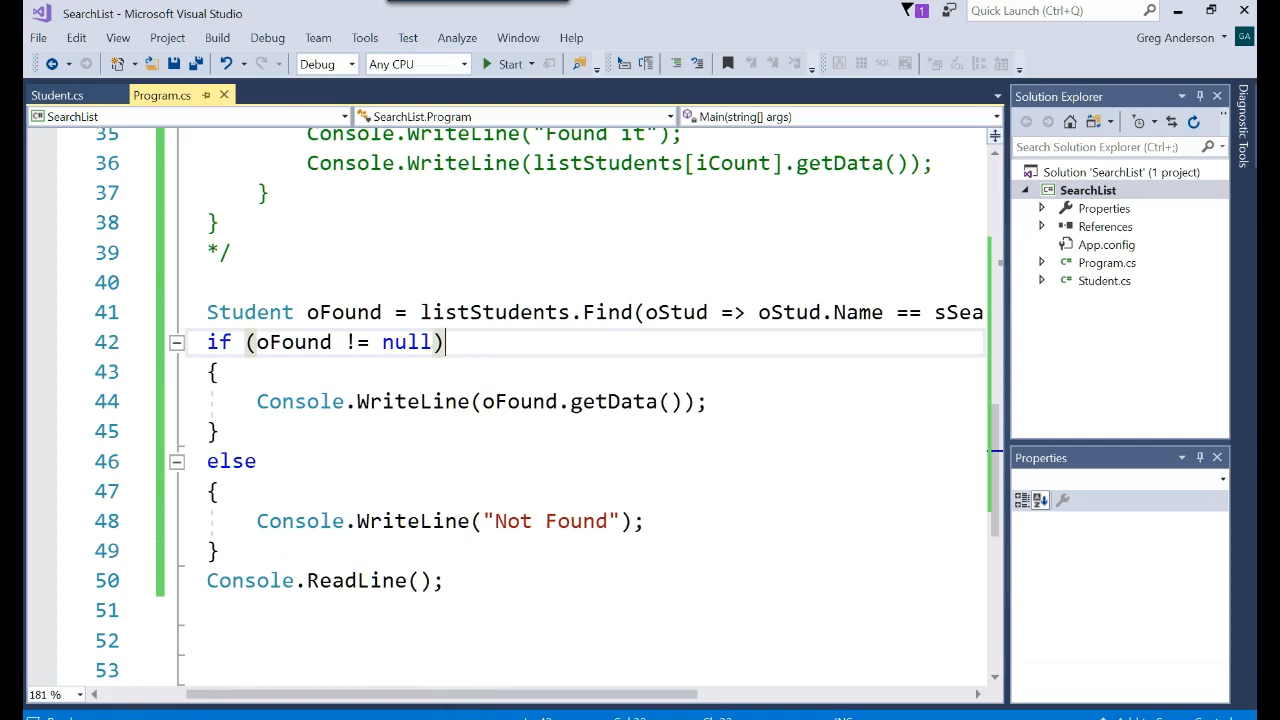 SearchList - Microsoft Visual Studio
1
Quick Launch (Ctrl+Q)
File Edit View Project Build Debug Team Tools Test Analyze Window Help
Greg Anderson
GA
Debug Any CPU Start
Student.cs Program.cs
SearchList SearchList.Program Main(string[] args)
35 Console.WriteLine("Found it");
36 Console.WriteLine(listStudents[iCount].getData());
37 }
38 }
39 */
40
41 Student oFound = listStudents.Find(oStud => oStud.Name == sSea
42 if (oFound != null)
43 {
44 Console.WriteLine(oFound.getData());
45 }
46 else
47 {
48 Console.WriteLine("Not Found");
49 }
50 Console.ReadLine();
51
52
53
181 %
Solution Explorer
Search Solution Explorer (Ctrl+;)
Solution 'SearchList' (1 project)
SearchList
Properties
References
App.config
Program.cs
Student.cs
Properties
Diagnostic Tools